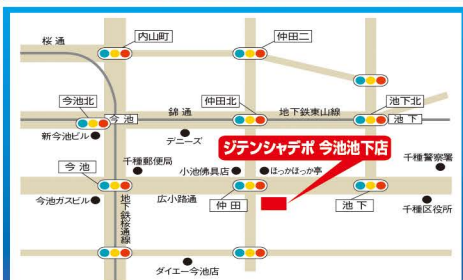 桜通
内山町
仲田二
今池北
今池
錦通
仲田北
地下鉄東山線
池下北
池下
新今池ビル
デニーズ
ジテンシャデポ 今池池下店
千種警察署
今池
千種郵便局
小池佛具店
ほっかほっか亭
今池ガスビル
地下鉄桜通線
広小路通
仲田
池下
千種区役所
ダイエー今池店